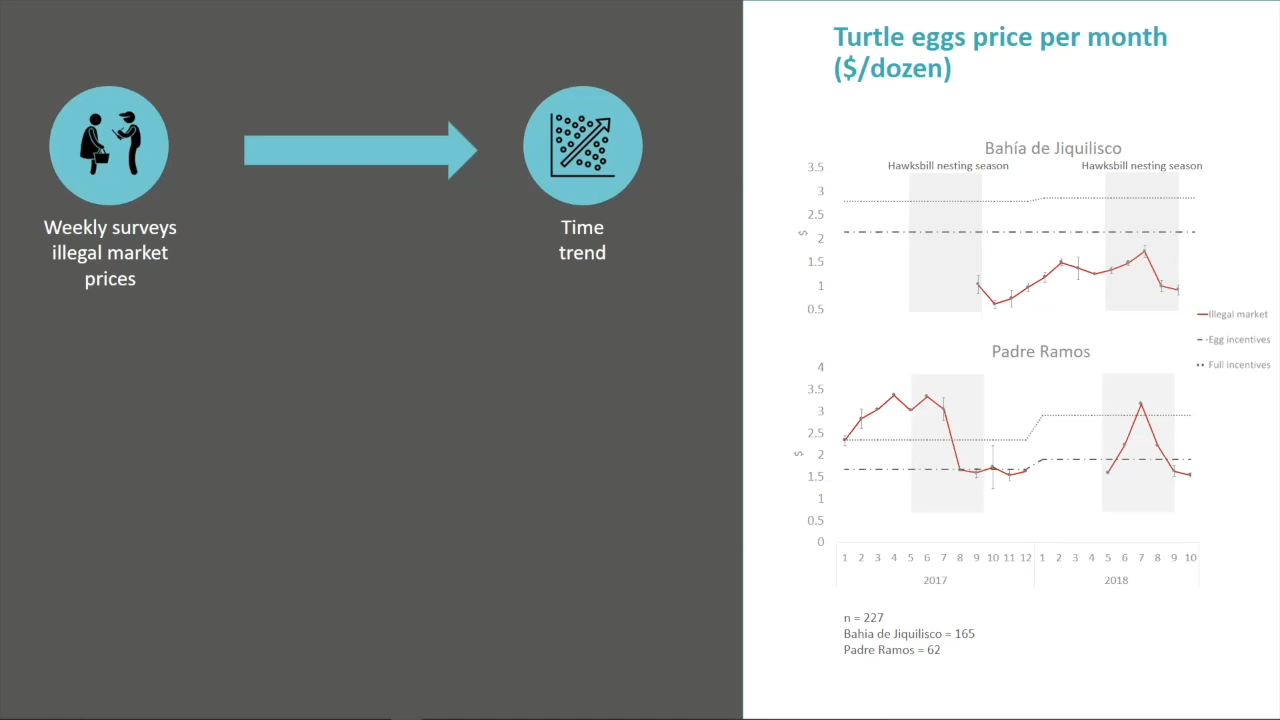 Weekly surveys
illegal market
prices
Time
trend
Turtle eggs price per month
($/dozen)
Bahía de Jiquilisco
Hawksbill nesting season
Hawksbill nesting season
3.5
3
2.5
2
1.5
1
0.5
$
Illegal market
Egg incentives
Full incentives
Padre Ramos
4
3.5
3
2.5
2
1.5
1
0.5
0
$
1 2 3 4 5 6 7 8 9 10 11 12 1 2 3 4 5 6 7 8 9 10
2017 2018
n = 227
Bahia de Jiquilisco = 165
Padre Ramos = 62